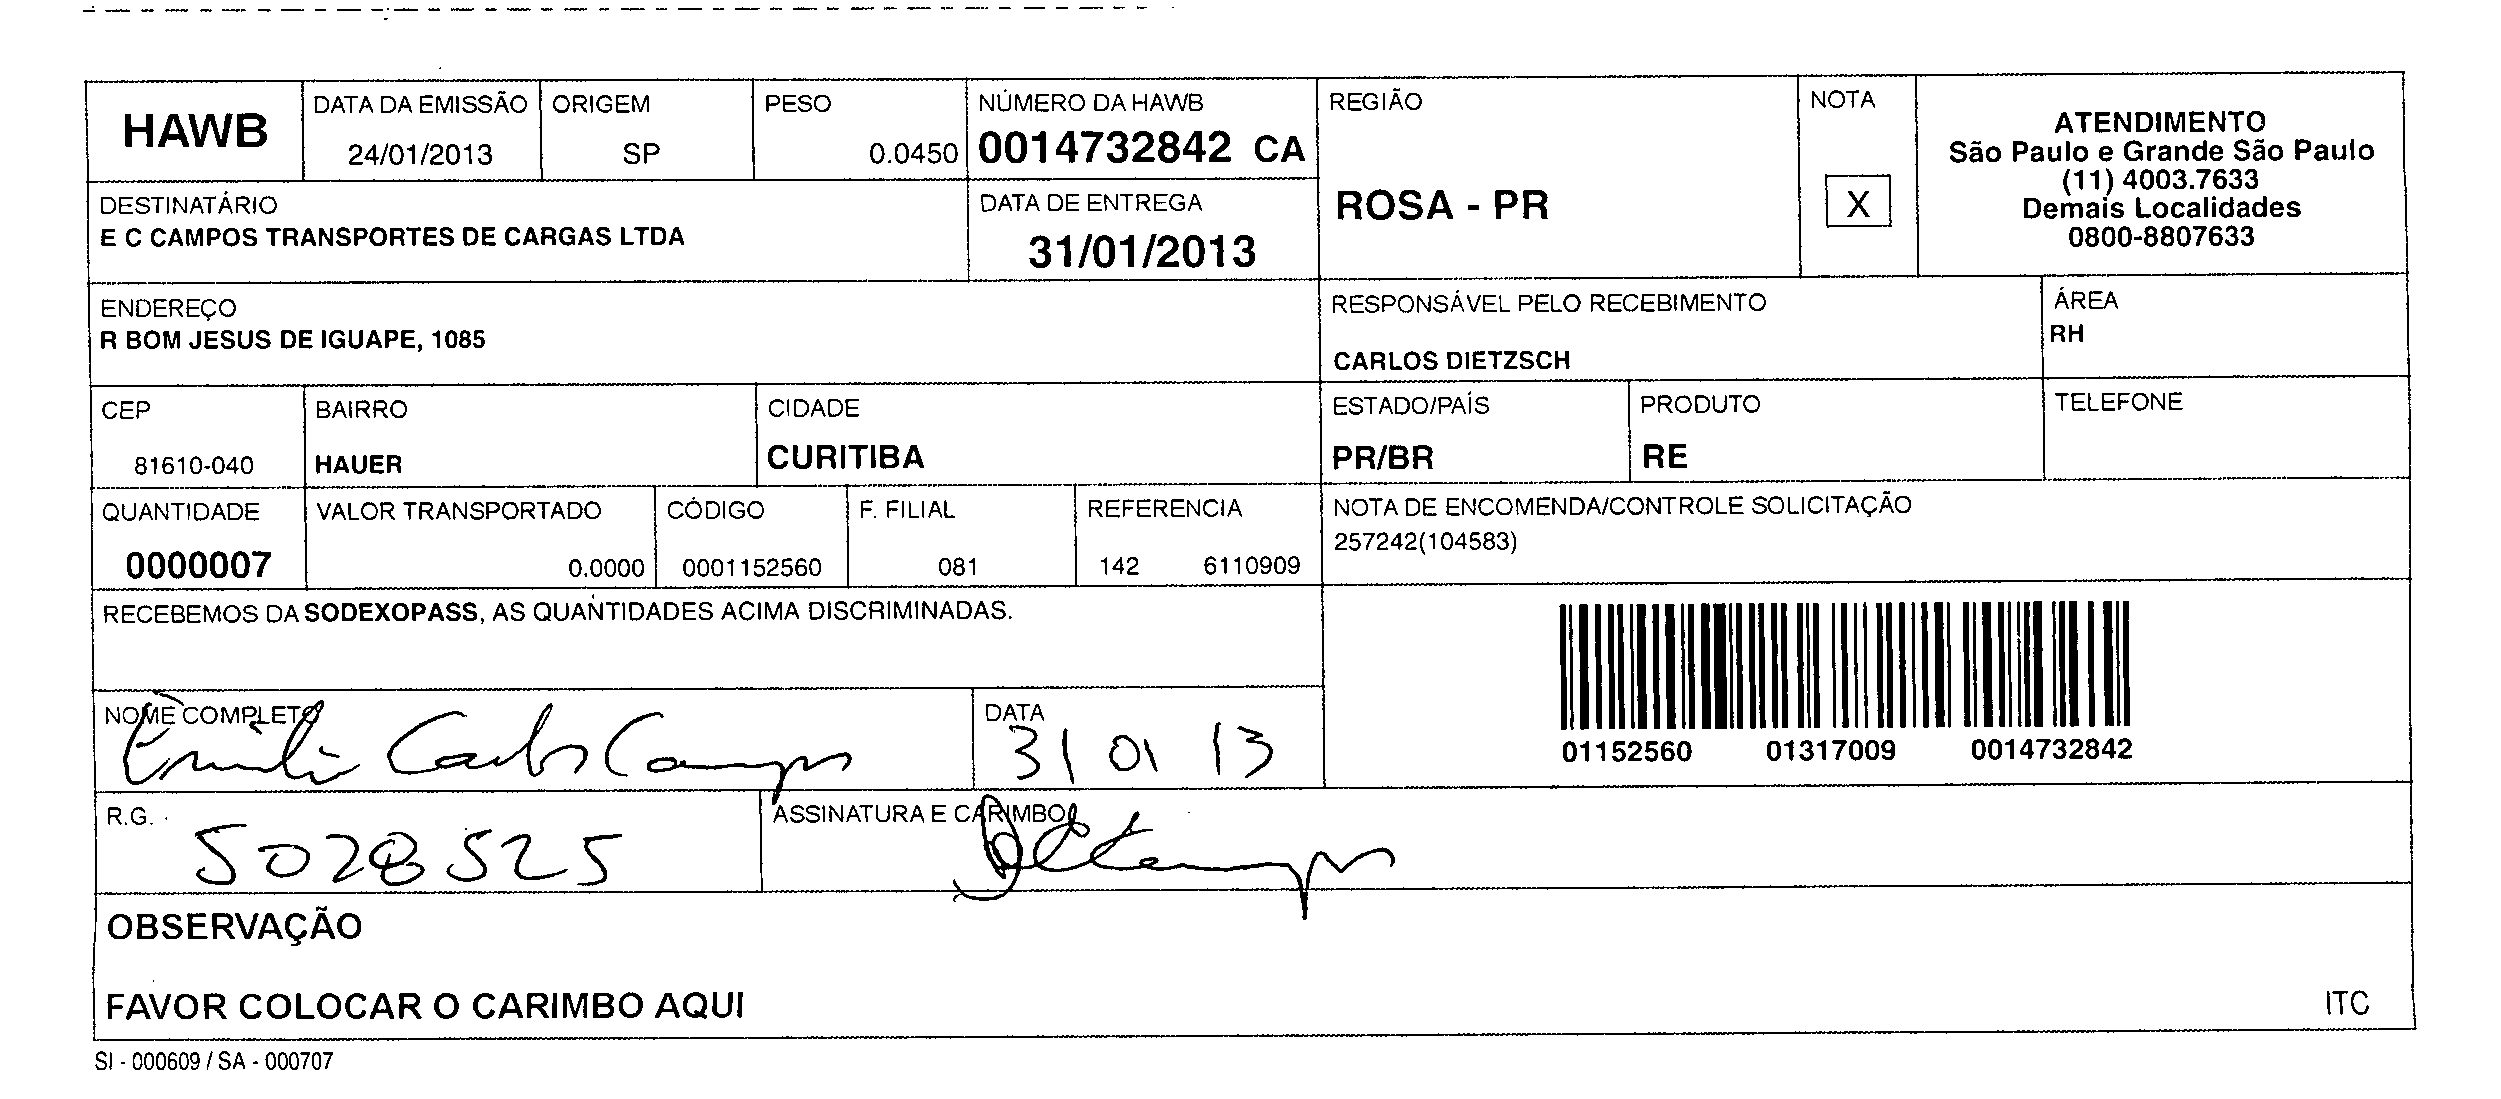 HAWB
DATA DA EMISSÃO
24/01/2013
ORIGEM
SP
PESO
0.0450
NÚMERO DA HAWB
0014732842 CA
REGIÃO
ROSA - PR
NOTA
X
ATENDIMENTO
São Paulo e Grande São Paulo
(11) 4003.7633
Demais Localidades
0800-8807633
DESTINATÁRIO
E C CAMPOS TRANSPORTES DE CARGAS LTDA
DATA DE ENTREGA
31/01/2013
ENDEREÇO
R BOM JESUS DE IGUAPE, 1085
RESPONSÁVEL PELO RECEBIMENTO
CARLOS DIETZSCH
ÁREA
RH
CEP
81610-040
BAIRRO
HAUER
CIDADE
CURITIBA
ESTADO/PAÍS
PR/BR
PRODUTO
RE
TELEFONE
QUANTIDADE
0000007
VALOR TRANSPORTADO
0.0000
CÓDIGO
0001152560
F. FILIAL
081
REFERENCIA
142 6110909
NOTA DE ENCOMENDA/CONTROLE SOLICITAÇÃO
257242(104583)
RECEBEMOS DA SODEXOPASS, AS QUANTIDADES ACIMA DISCRIMINADAS.
01152560 01317009 0014732842
NOME COMPLETO
Emílio Carlos Campos
DATA
31 01 13
R.G.
5028525
ASSINATURA E CARIMBO
OBSERVAÇÃO
FAVOR COLOCAR O CARIMBO AQUI
ITC
SI - 000609 / SA - 000707